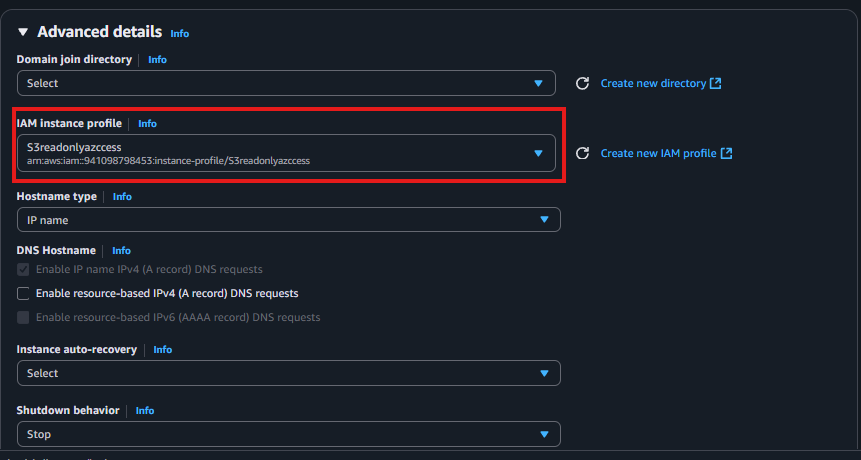 Advanced details Info
Domain join directory Info
Select
Create new directory
IAM instance profile Info
S3readonlyazccess
arn:aws:iam::941098798453:instance-profile/S3readonlyazccess
Create new IAM profile
Hostname type Info
IP name
DNS Hostname Info
Enable IP name IPv4 (A record) DNS requests
Enable resource-based IPv4 (A record) DNS requests
Enable resource-based IPv6 (AAAA record) DNS requests
Instance auto-recovery Info
Select
Shutdown behavior Info
Stop